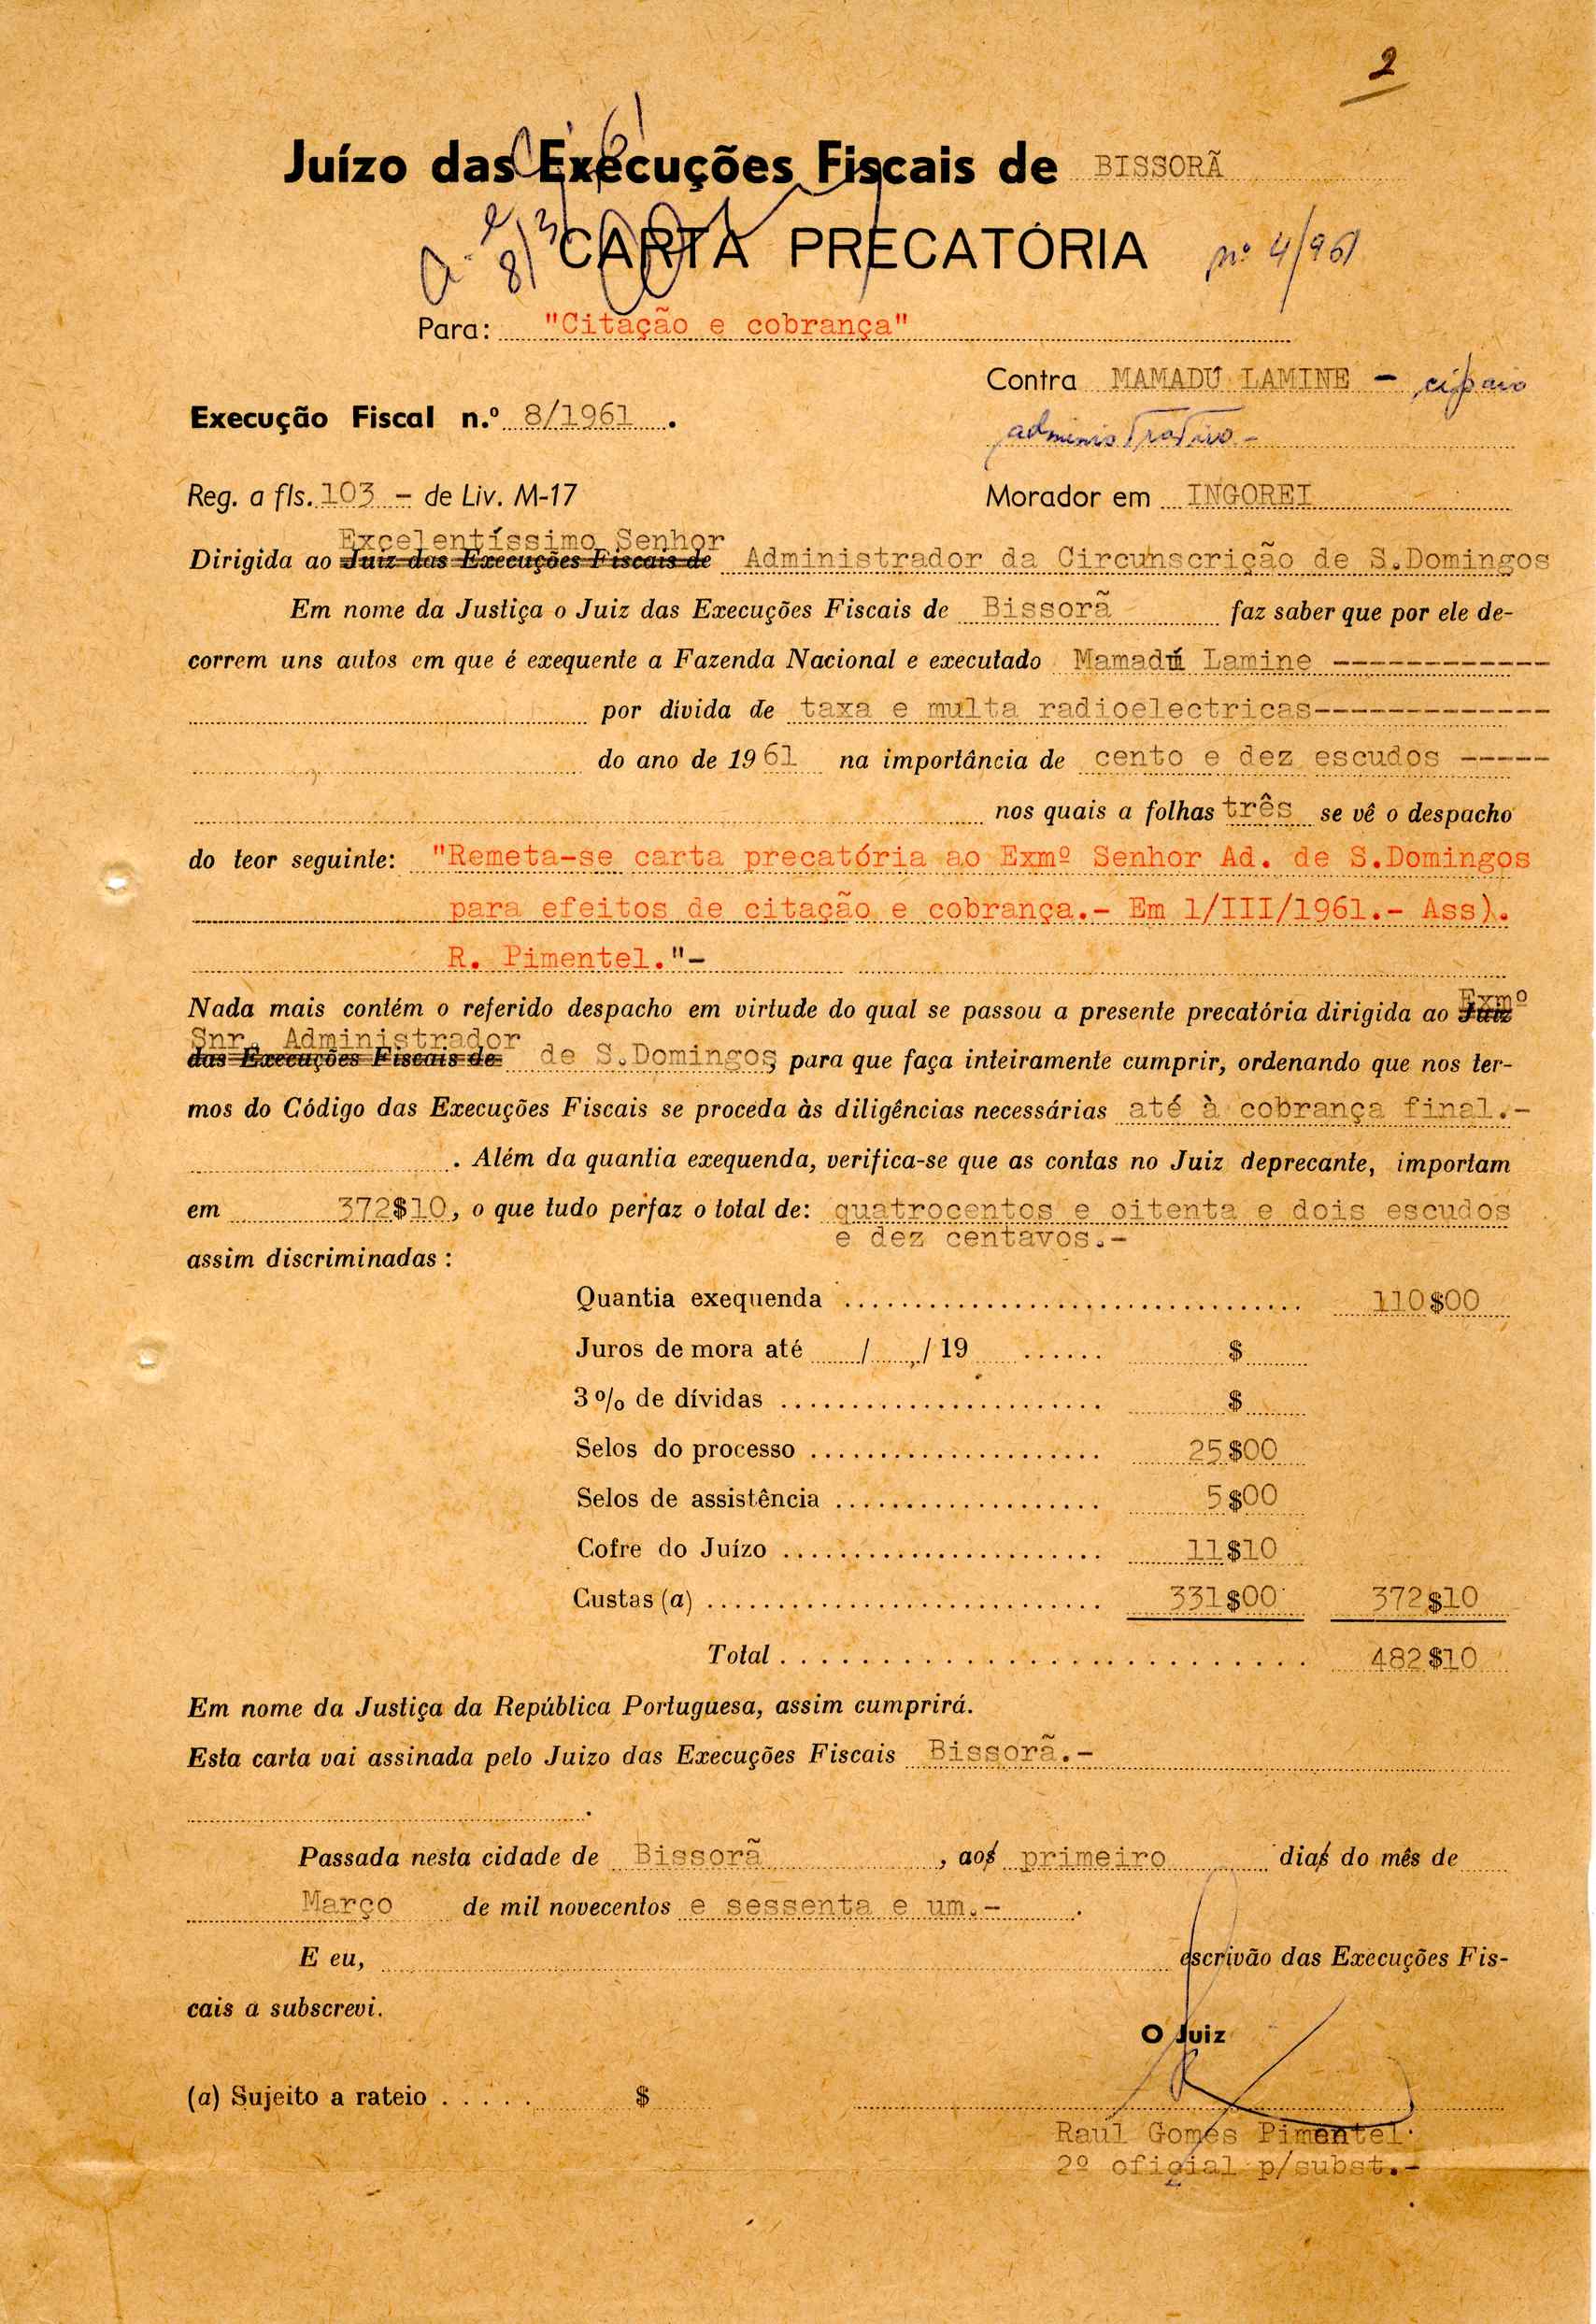 2
Juízo das Execuções Fiscais de BISSORÃ
CARTA PRECATÓRIA nº 4/961
Para: "Citação e cobrança"
Contra MAMADÚ LAMINE - cipaio
Execução Fiscal n.º 8/1961 .
administrativo.-
Reg. a fls. 103 - de Liv. M-17
Morador em INGOREI
Excelentíssimo Senhor
Dirigida ao Juiz das Execuções Fiscais de Administrador da Circunscrição de S.Domingos
Em nome da Justiça o Juiz das Execuções Fiscais de Bissorã faz saber que por ele de-
correm uns autos em que é exequente a Fazenda Nacional e executado Mamadú Lamine ------------
por divida de taxa e multa radioelectricas-------------
do ano de 1961 na importância de cento e dez escudos -----
nos quais a folhas três se vê o despacho
do teor seguinte: "Remeta-se carta precatória ao Exmº Senhor Ad. de S.Domingos
para efeitos de citação e cobrança.- Em 1/III/1961.- Ass).
R. Pimentel."-
Nada mais contém o referido despacho em virtude do qual se passou a presente precatória dirigida ao Juiz Exmº
Snr. Administrador
das Execuções Fiscais de de S.Domingos, para que faça inteiramente cumprir, ordenando que nos ter-
mos do Código das Execuções Fiscais se proceda às diligências necessárias até à cobrança final.-
. Além da quantia exequenda, verifica-se que as contas no Juiz deprecante, importam
em 372$10, o que tudo perfaz o total de: quatrocentos e oitenta e dois escudos
e dez centavos.-
assim discriminadas :
Quantia exequenda ................................ 110$00
Juros de mora até / / 19 ...... $
3 % de dívidas ....................... $
Selos do processo ..................... 25$00
Selos de assistência ................... 5$00
Cofre do Juízo ....................... 11$10
Custas (a) ............................ 331$00 372$10
Total . . . . . . . . . . . . . . . . . . . . . . . . . . 482$10
Em nome da Justiça da República Portuguesa, assim cumprirá.
Esta carta vai assinada pelo Juizo das Execuções Fiscais Bissorã.-
.
Passada nesta cidade de Bissorã , aos primeiro dias do mês de
Março de mil novecentos e sessenta e um.- .
E eu, escrivão das Execuções Fis-
cais a subscrevi.
O Juiz
(a) Sujeito a rateio . . . . . $
Raúl Gomes Pimentel.
2º oficial p/subst.-